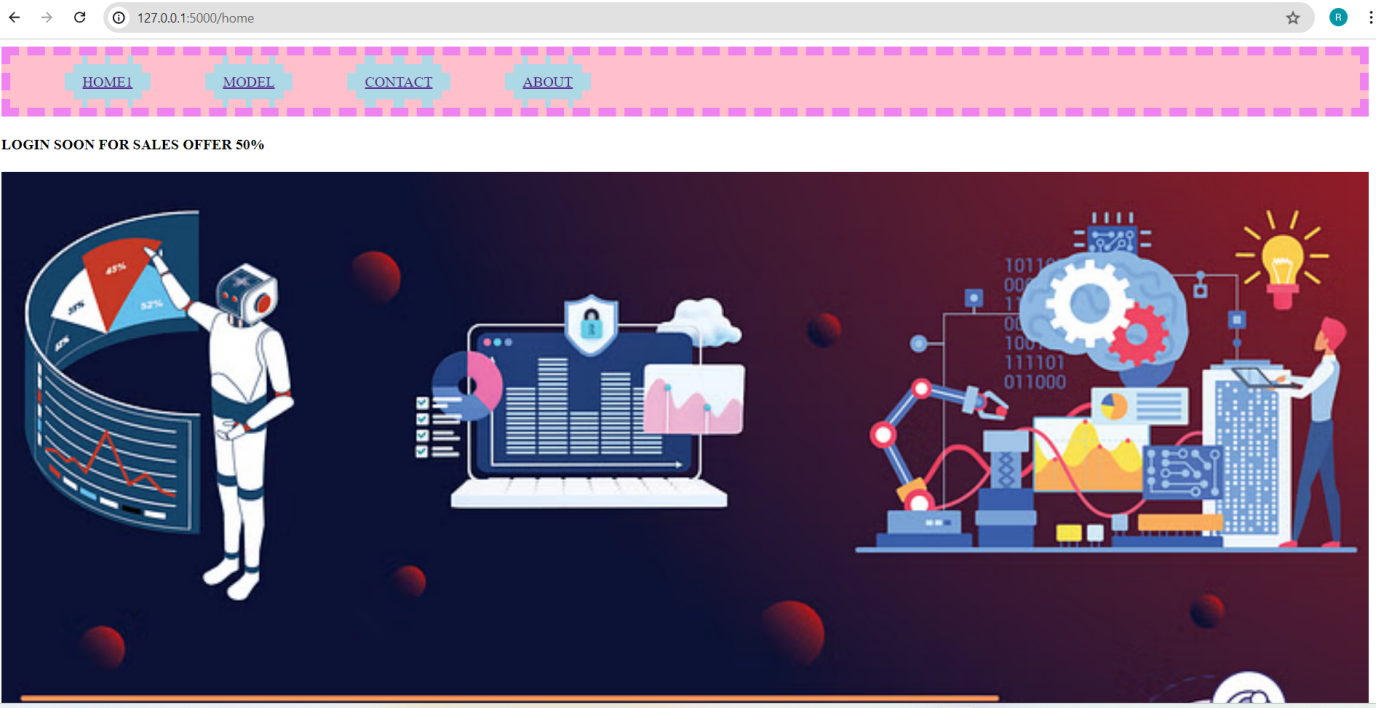 127.0.0.1:5000/home
R
HOME1
MODEL
CONTACT
ABOUT
LOGIN SOON FOR SALES OFFER 50%
45%
35%
52%
111101
011000